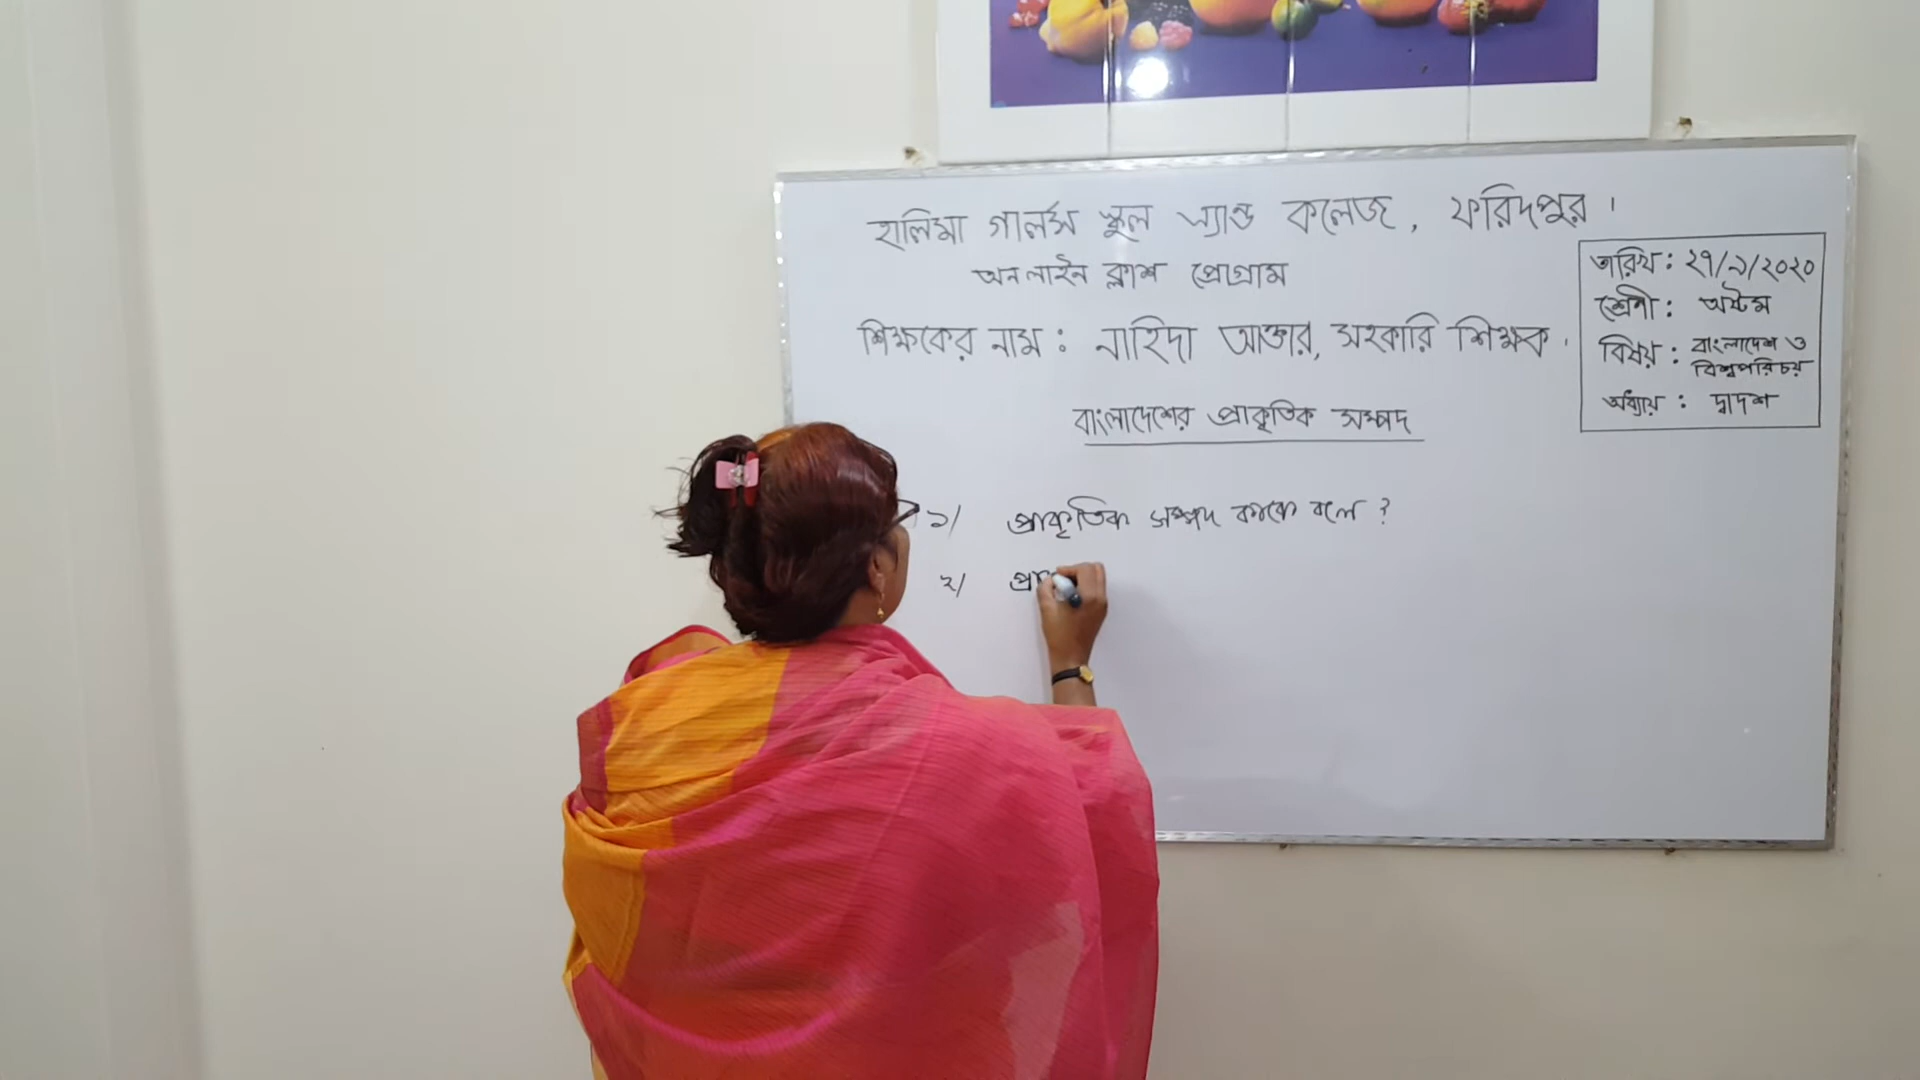 হালিমা গার্লস স্কুল এ্যান্ড কলেজ, ফরিদপুর।
অনলাইন ক্লাশ প্রোগ্রাম
শিক্ষকের নাম : নাহিদা আক্তার, সহকারি শিক্ষক।
তারিখ : ২৭/৯/২০২০
শ্রেণী : অষ্টম
বিষয় : বাংলাদেশ ও
বিশ্বপরিচয়
অধ্যায় : দ্বাদশ
বাংলাদেশের প্রাকৃতিক সম্পদ
১/ প্রাকৃতিক সম্পদ কাকে বলে ?
২/